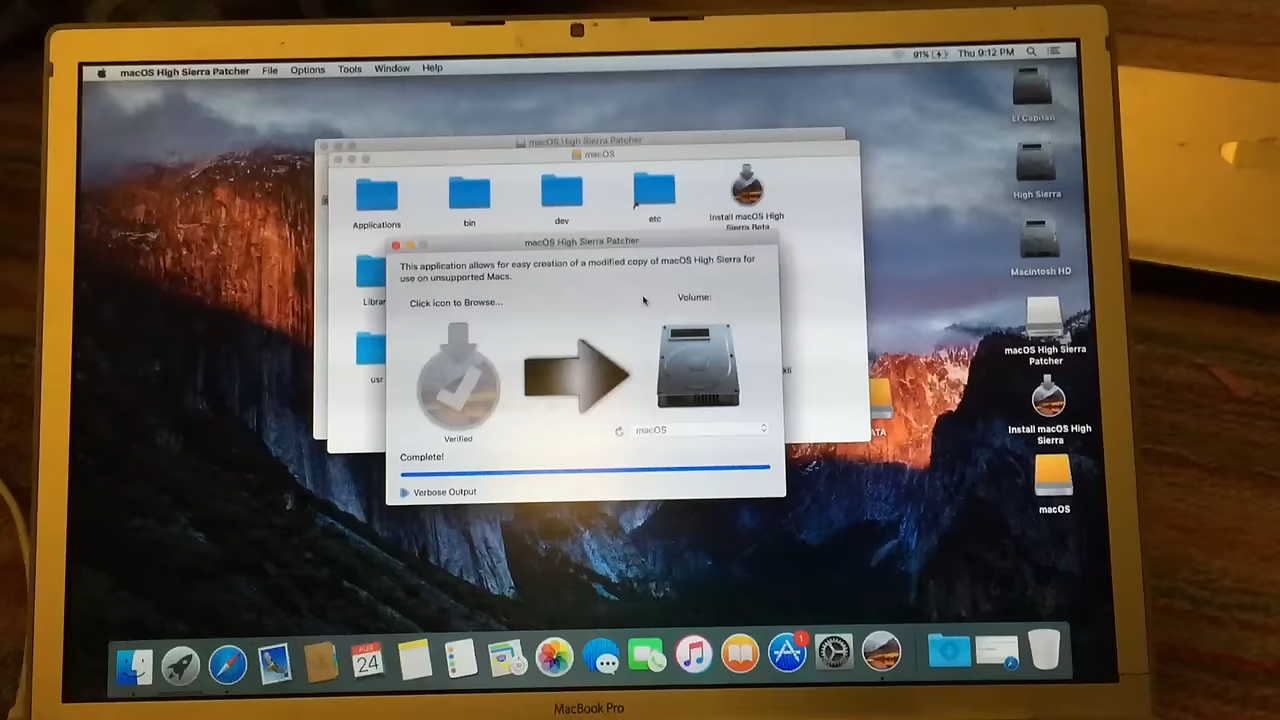 macOS High Sierra Patcher File Options Tools Window Help 91% Thu 9:12 PM
El Capitan
High Sierra
Macintosh HD
macOS High Sierra
Patcher
Install macOS High
Sierra
macOS
macOS High Sierra Patcher
macOS
Applications bin dev etc Install macOS High
Sierra Beta
Librar
usr
ATA
macOS High Sierra Patcher
This application allows for easy creation of a modified copy of macOS High Sierra for
use on unsupported Macs.
Click icon to Browse... Volume:
Verified
macOS
Complete!
Verbose Output
AUG
24
1
MacBook Pro